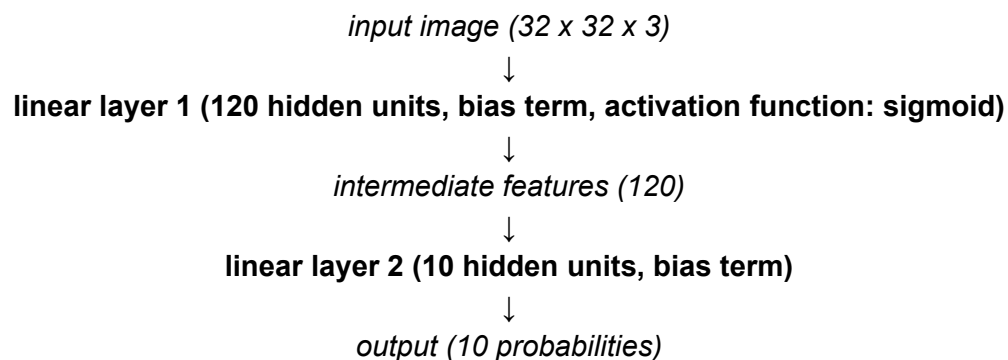 input image (32 x 32 x 3)
↓
linear layer 1 (120 hidden units, bias term, activation function: sigmoid)
↓
intermediate features (120)
↓
linear layer 2 (10 hidden units, bias term)
↓
output (10 probabilities)